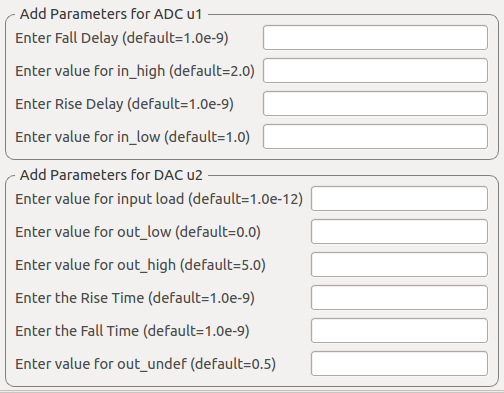 Add Parameters for ADC u1
Enter Fall Delay (default=1.0e-9)
Enter value for in_high (default=2.0)
Enter Rise Delay (default=1.0e-9)
Enter value for in_low (default=1.0)
Add Parameters for DAC u2
Enter value for input load (default=1.0e-12)
Enter value for out_low (default=0.0)
Enter value for out_high (default=5.0)
Enter the Rise Time (default=1.0e-9)
Enter the Fall Time (default=1.0e-9)
Enter value for out_undef (default=0.5)